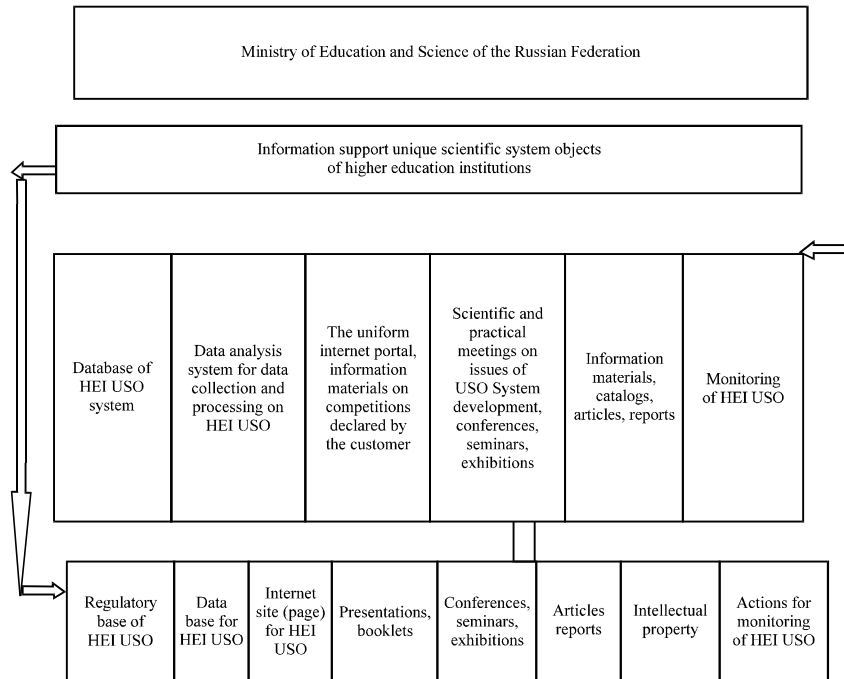 Ministry of Education and Science of the Russian Federation
Information support unique scientific system objects
of higher education institutions
Database of
HEI USO
system
Data analysis
system for data
collection and
processing on
HEI USO
The uniform
internet portal,
information
materials on
competitions
declared by
the customer
Scientific and
practical
meetings on
issues of
USO System
development,
conferences,
seminars,
exhibitions
Information
materials,
catalogs,
articles, reports
Monitoring
of HEI USO
Regulatory
base of
HEI USO
Data
base for
HEI USO
Internet
site (page)
for HEI
USO
Presentations,
booklets
Conferences,
seminars,
exhibitions
Articles
reports
Intellectual
property
Actions for
monitoring
of HEI USO